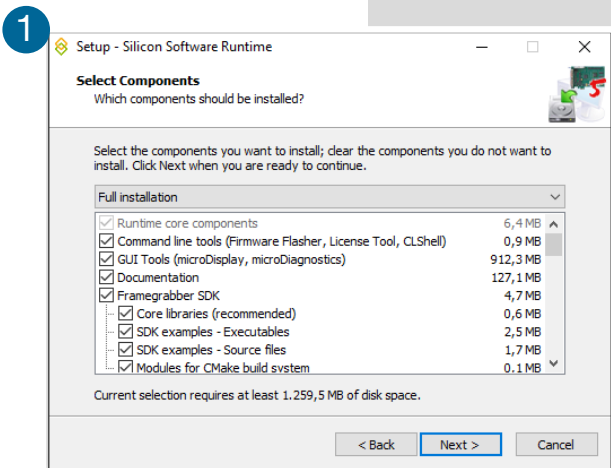 1
Setup - Silicon Software Runtime
Select Components
Which components should be installed?
5
Select the components you want to install; clear the components you do not want to
install. Click Next when you are ready to continue.
Full installation
Runtime core components 6,4 MB
Command line tools (Firmware Flasher, License Tool, CLShell) 0,9 MB
GUI Tools (microDisplay, microDiagnostics) 912,3 MB
Documentation 127,1 MB
Framegrabber SDK 4,7 MB
Core libraries (recommended) 0,6 MB
SDK examples - Executables 2,5 MB
SDK examples - Source files 1,7 MB
Modules for CMake build system 0,1 MB
Current selection requires at least 1.259,5 MB of disk space.
< Back Next > Cancel